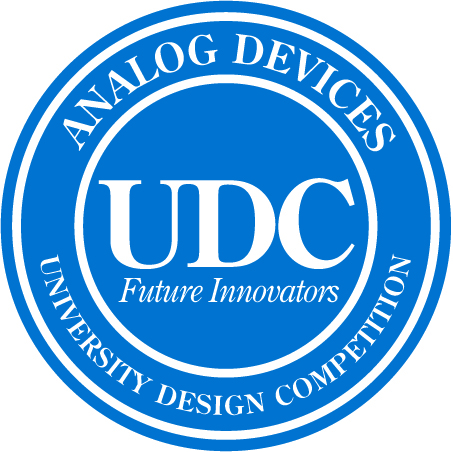 ANALOG DEVICES
UDC
Future Innovators
UNIVERSITY DESIGN COMPETITION